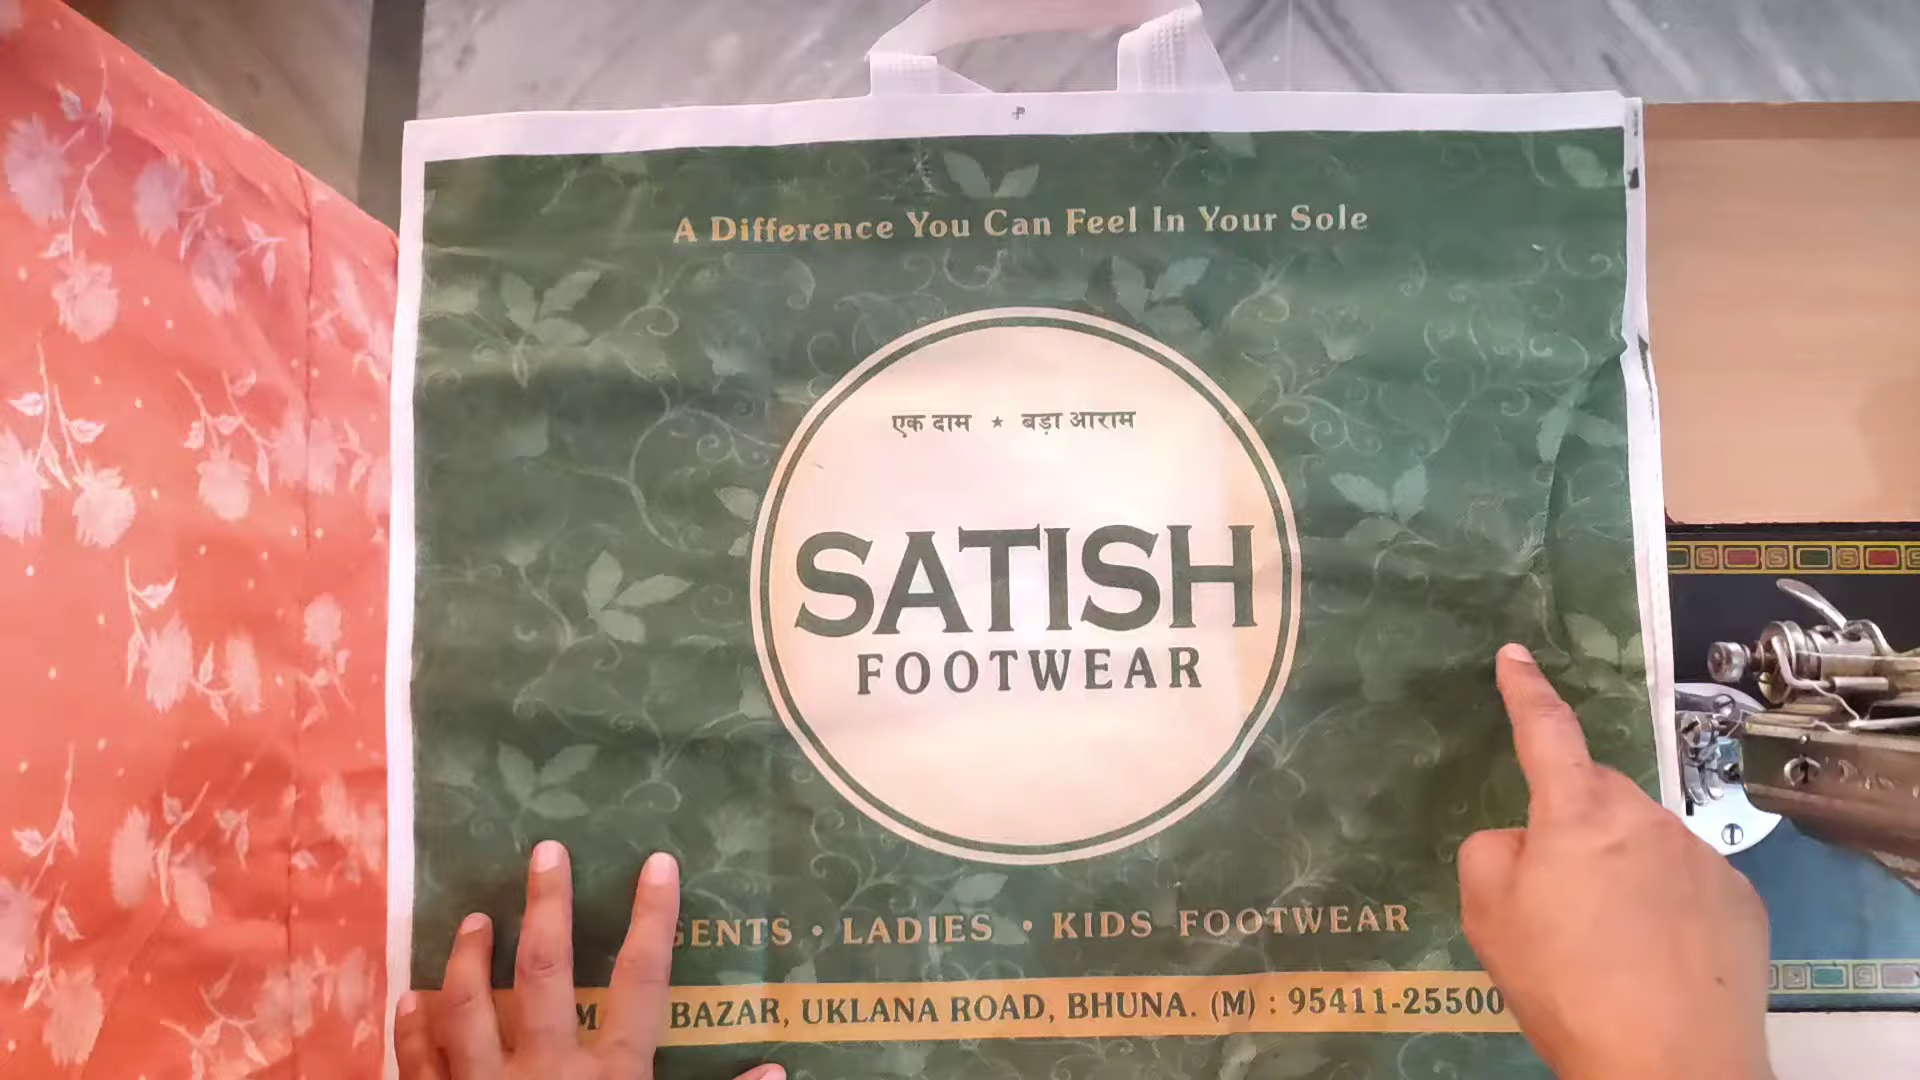 A Difference You Can Feel In Your Sole
एक दाम ★ बड़ा आराम
SATISH
FOOTWEAR
GENTS • LADIES • KIDS FOOTWEAR
BAZAR, UKLANA ROAD, BHUNA. (M) : 95411-25500